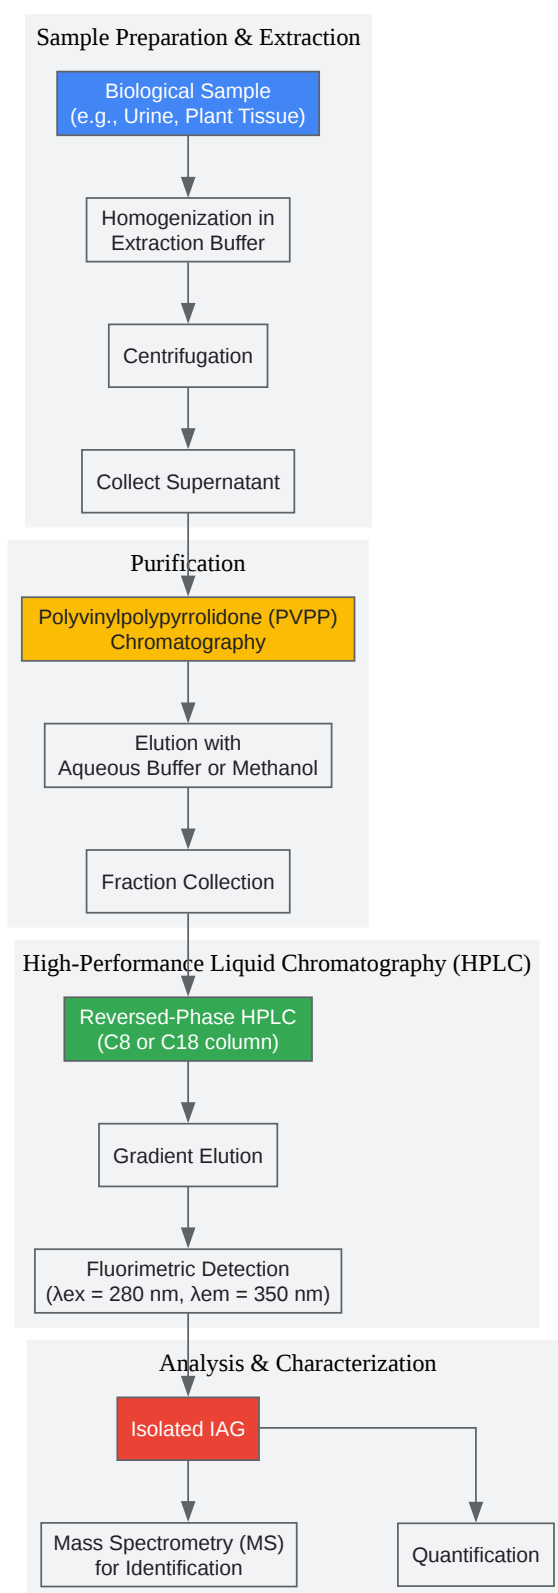 Sample Preparation & Extraction
Biological Sample
(e.g., Urine, Plant Tissue)
Homogenization in
Extraction Buffer
Centrifugation
Collect Supernatant
Purification
Polyvinylpolypyrrolidone (PVPP)
Chromatography
Elution with
Aqueous Buffer or Methanol
Fraction Collection
High-Performance Liquid Chromatography (HPLC)
Reversed-Phase HPLC
(C8 or C18 column)
Gradient Elution
Fluorimetric Detection
(λex = 280 nm, λem = 350 nm)
Analysis & Characterization
Isolated IAG
Mass Spectrometry (MS)
for Identification
Quantification